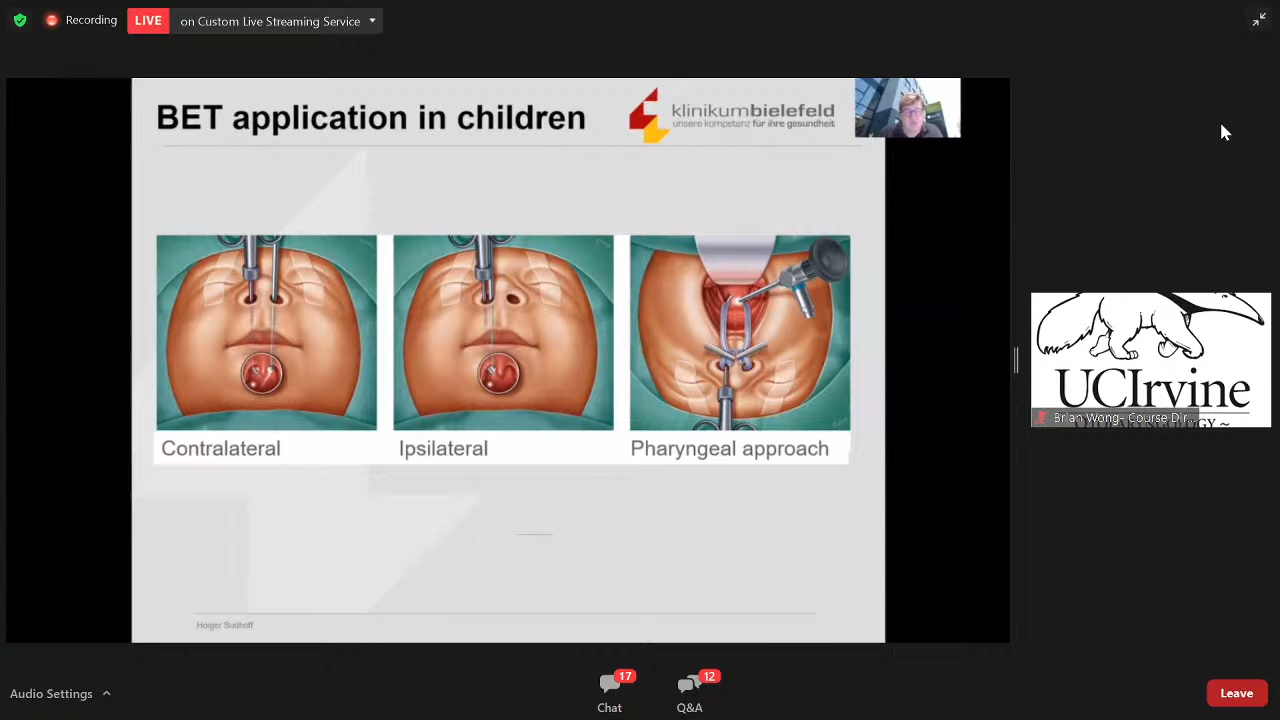 Recording
LIVE
on Custom Live Streaming Service
BET application in children
klinikumbielefeld
unsere kompetenz für ihre gesundheit
Contralateral
Ipsilateral
Pharyngeal approach
Holger Sudhoff
UCIrvine
Brian Wong- Course Dir...
Audio Settings
17
Chat
12
Q&A
Leave